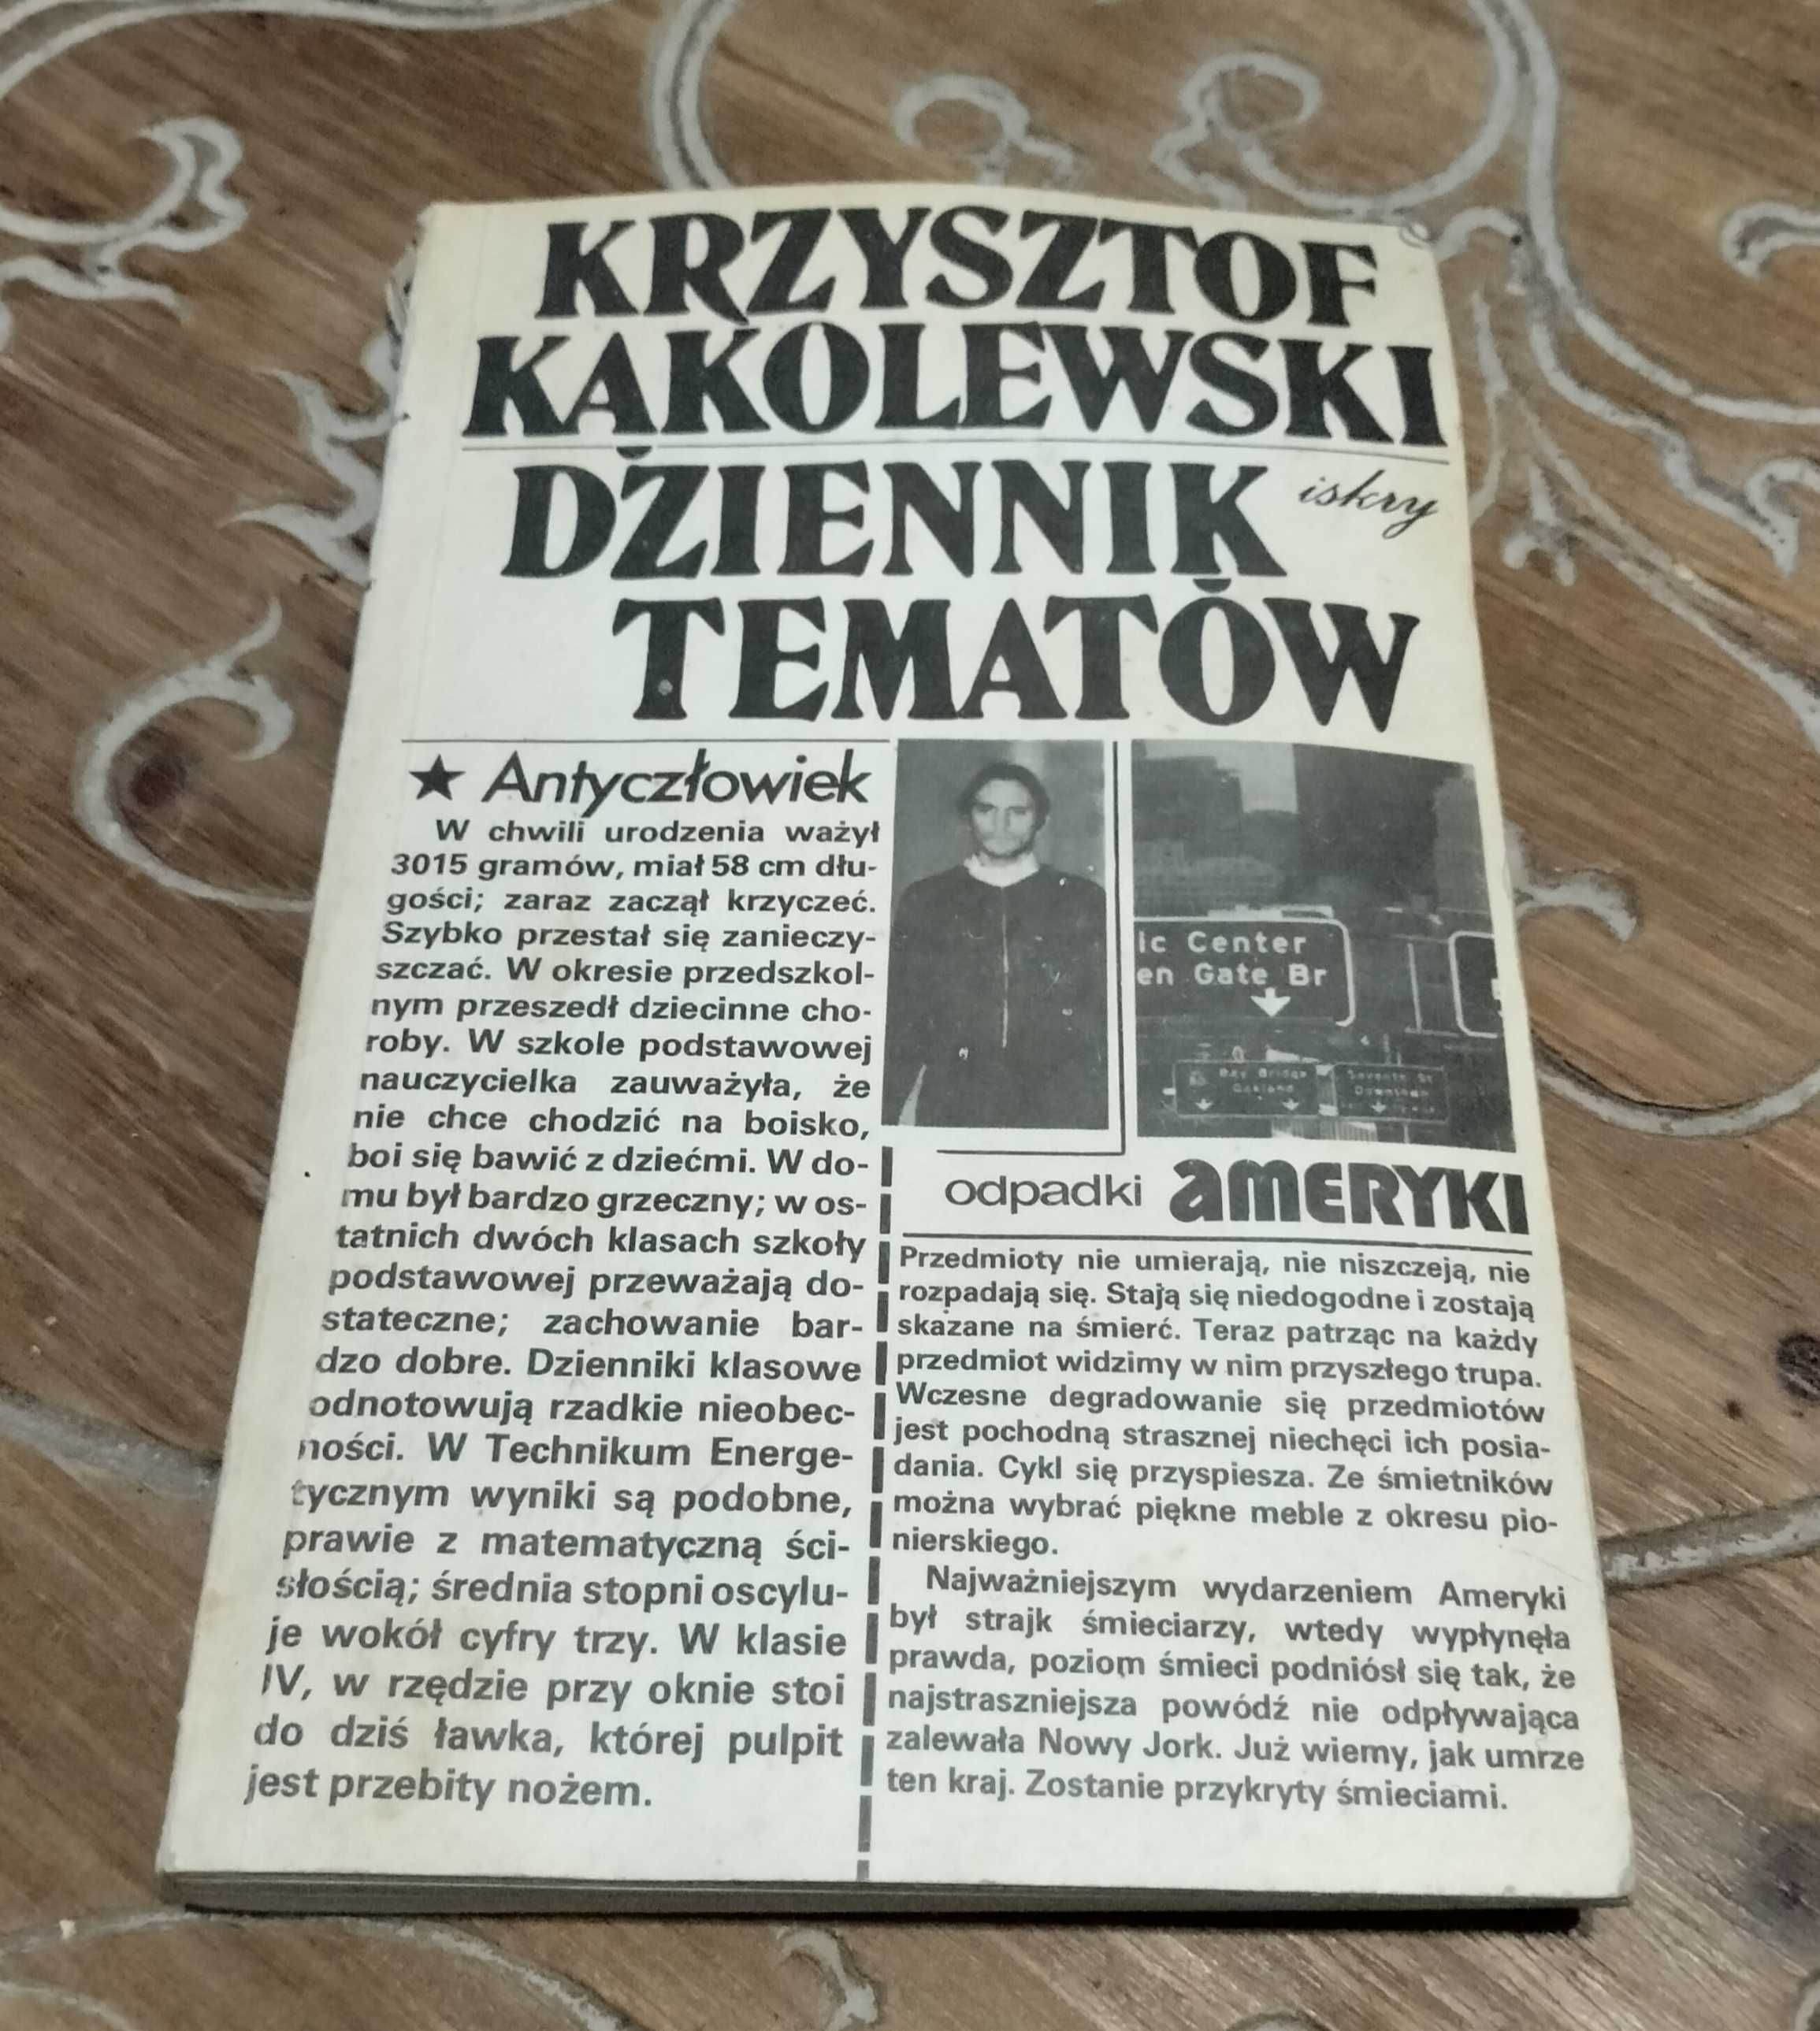 KRZYSZTOF
KĄKOLEWSKI
DZIENNIK
iskry
TEMATÓW
★ Antyczłowiek
W chwili urodzenia ważył
3015 gramów, miał 58 cm dłu-
gości; zaraz zaczął krzyczeć.
Szybko przestał się zanieczy-
szczać. W okresie przedszkol-
nym przeszedł dziecinne cho-
roby. W szkole podstawowej
nauczycielka zauważyła, że
nie chce chodzić na boisko,
boi się bawić z dziećmi. W do-
mu był bardzo grzeczny; w os-
tatnich dwóch klasach szkoły
podstawowej przeważają do-
stateczne; zachowanie bar-
dzo dobre. Dzienniki klasowe
odnotowują rzadkie nieobec-
ności. W Technikum Energe-
tycznym wyniki są podobne,
prawie z matematyczną ści-
słością; średnia stopni oscylu-
je wokół cyfry trzy. W klasie
IV, w rzędzie przy oknie stoi
do dziś ławka, której pulpit
jest przebity nożem.
ic Center
en Gate Br
Bay Bridge
Oakland
Seventh St
Downtown
odpadki AMERYKI
Przedmioty nie umierają, nie niszczeją, nie
rozpadają się. Stają się niedogodne i zostają
skazane na śmierć. Teraz patrząc na każdy
przedmiot widzimy w nim przyszłego trupa.
Wczesne degradowanie się przedmiotów
jest pochodną strasznej niechęci ich posia-
dania. Cykl się przyspiesza. Ze śmietników
można wybrać piękne meble z okresu pio-
nierskiego.
Najważniejszym wydarzeniem Ameryki
był strajk śmieciarzy, wtedy wypłynęła
prawda, poziom śmieci podniósł się tak, że
najstraszniejsza powódź nie odpływająca
zalewała Nowy Jork. Już wiemy, jak umrze
ten kraj. Zostanie przykryty śmieciami.